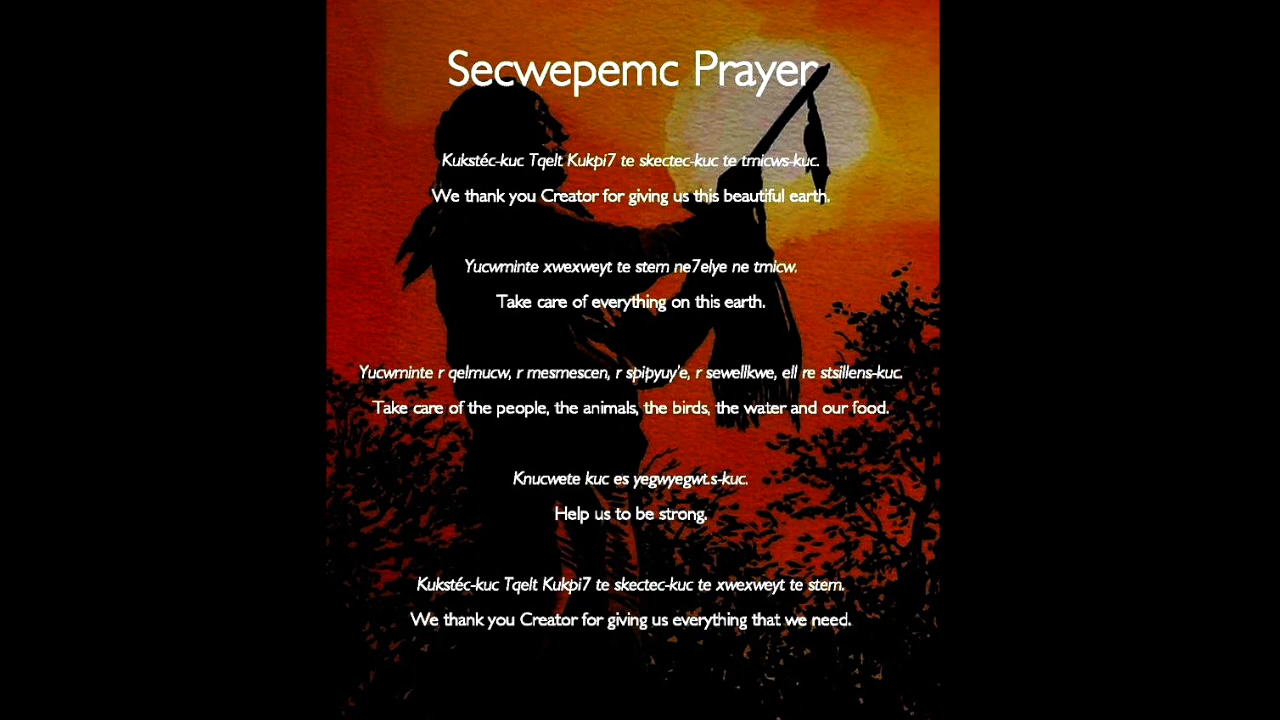 Secwepemc Prayer
Kukstéc-kuc Tqelt Kukpi7 te skectec-kuc te tmicws-kuc.
We thank you Creator for giving us this beautiful earth.
Yucwminte xwexweyt te stem ne7elye ne tmicw.
Take care of everything on this earth.
Yucwminte r qelmucw, r mesmescen, r spipyuy'e, r sewellkwe, ell re stsillens-kuc.
Take care of the people, the animals, the birds, the water and our food.
Knucwete kuc es yegwyegwt.s-kuc.
Help us to be strong.
Kukstéc-kuc Tqelt Kukpi7 te skectec-kuc te xwexweyt te stem.
We thank you Creator for giving us everything that we need.